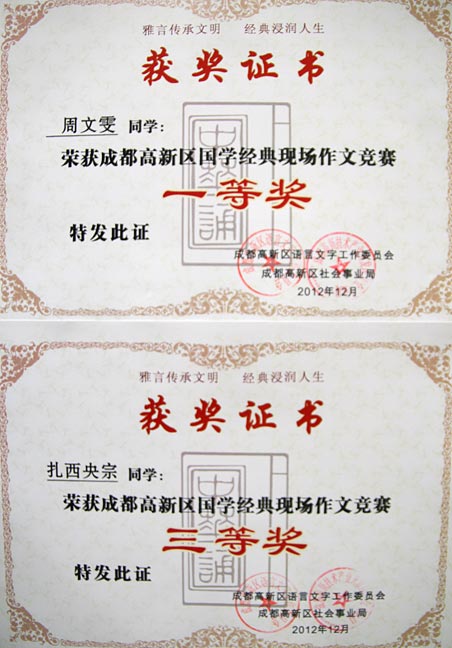 雅言传承文明 经典浸润人生
获奖证书
周文雯 同学：
荣获成都高新区国学经典现场作文竞赛
一等奖
特发此证
成都高新区语言文字工作委员会
成都高新区社会事业局
2012年12月
雅言传承文明 经典浸润人生
获奖证书
扎西央宗 同学：
荣获成都高新区国学经典现场作文竞赛
三等奖
特发此证
成都高新区语言文字工作委员会
成都高新区社会事业局
2012年12月